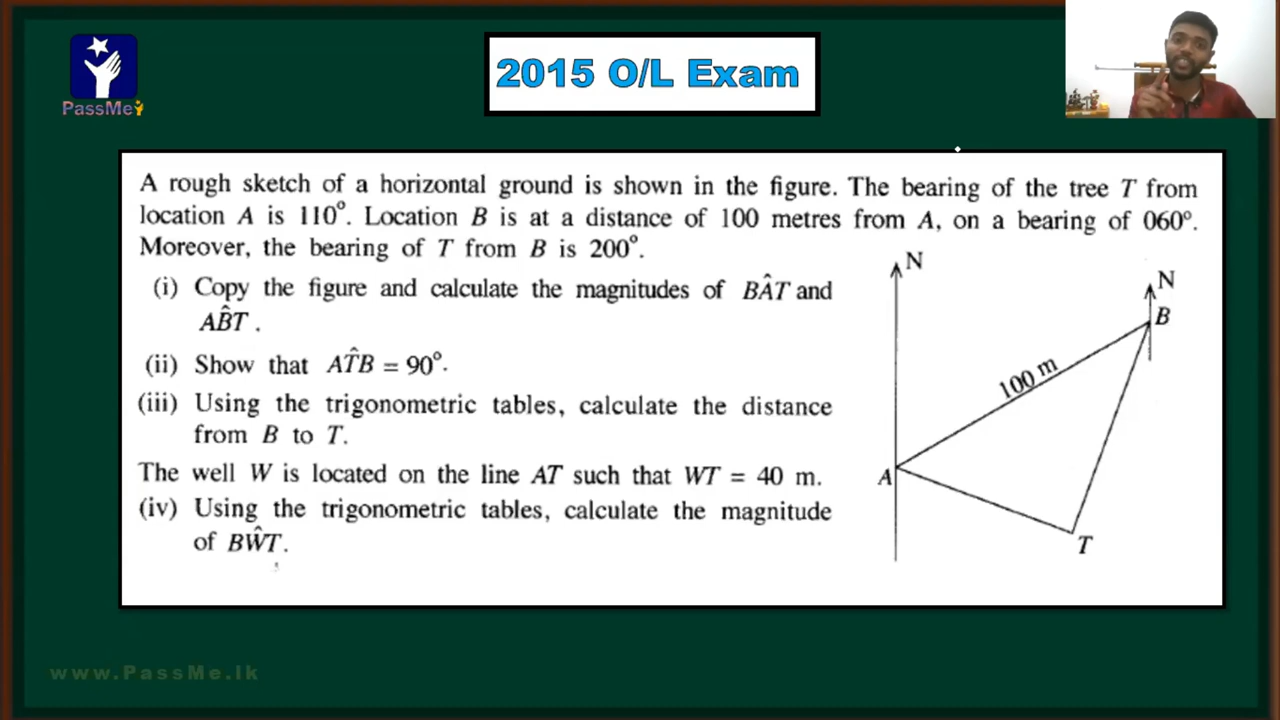 PassMe
2015 O/L Exam
A rough sketch of a horizontal ground is shown in the figure. The bearing of the tree T from
location A is 110°. Location B is at a distance of 100 metres from A, on a bearing of 060°.
Moreover, the bearing of T from B is 200°.
(i) Copy the figure and calculate the magnitudes of BÂT and
AB̂T .
(ii) Show that AT̂B = 90°.
(iii) Using the trigonometric tables, calculate the distance
from B to T.
The well W is located on the line AT such that WT = 40 m.
(iv) Using the trigonometric tables, calculate the magnitude
of BŴT.
N
N
B
100 m
A
T
www.PassMe.lk